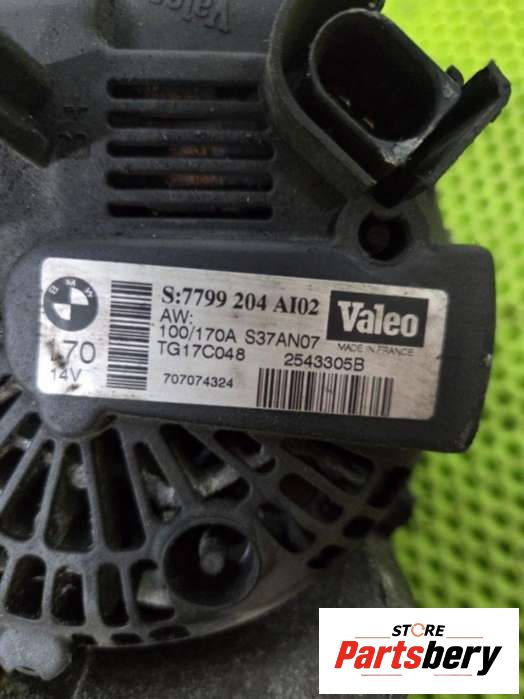 Valeo
BMW
S:7799 204 AI02
AW:
100/170A S37AN07
TG17C048
Valeo
MADE IN FRANCE
2543305B
170
14V
707074324
STORE
Partsbery